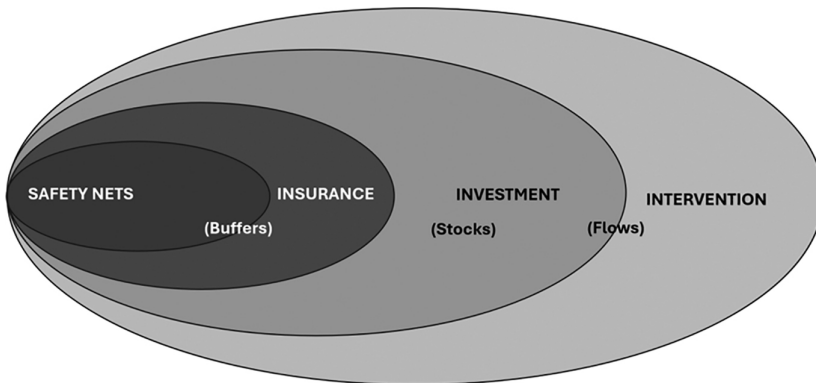 SAFETY NETS
INSURANCE
INVESTMENT
INTERVENTION
(Buffers)
(Stocks)
(Flows)